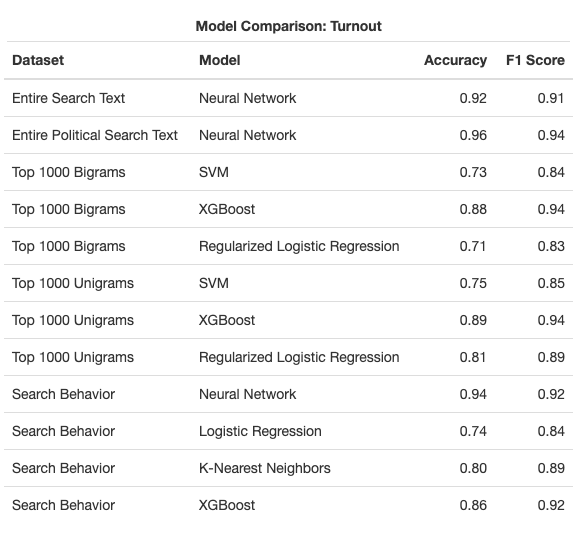 Model Comparison: Turnout
Dataset Model Accuracy F1 Score
Entire Search Text Neural Network 0.92 0.91
Entire Political Search Text Neural Network 0.96 0.94
Top 1000 Bigrams SVM 0.73 0.84
Top 1000 Bigrams XGBoost 0.88 0.94
Top 1000 Bigrams Regularized Logistic Regression 0.71 0.83
Top 1000 Unigrams SVM 0.75 0.85
Top 1000 Unigrams XGBoost 0.89 0.94
Top 1000 Unigrams Regularized Logistic Regression 0.81 0.89
Search Behavior Neural Network 0.94 0.92
Search Behavior Logistic Regression 0.74 0.84
Search Behavior K-Nearest Neighbors 0.80 0.89
Search Behavior XGBoost 0.86 0.92